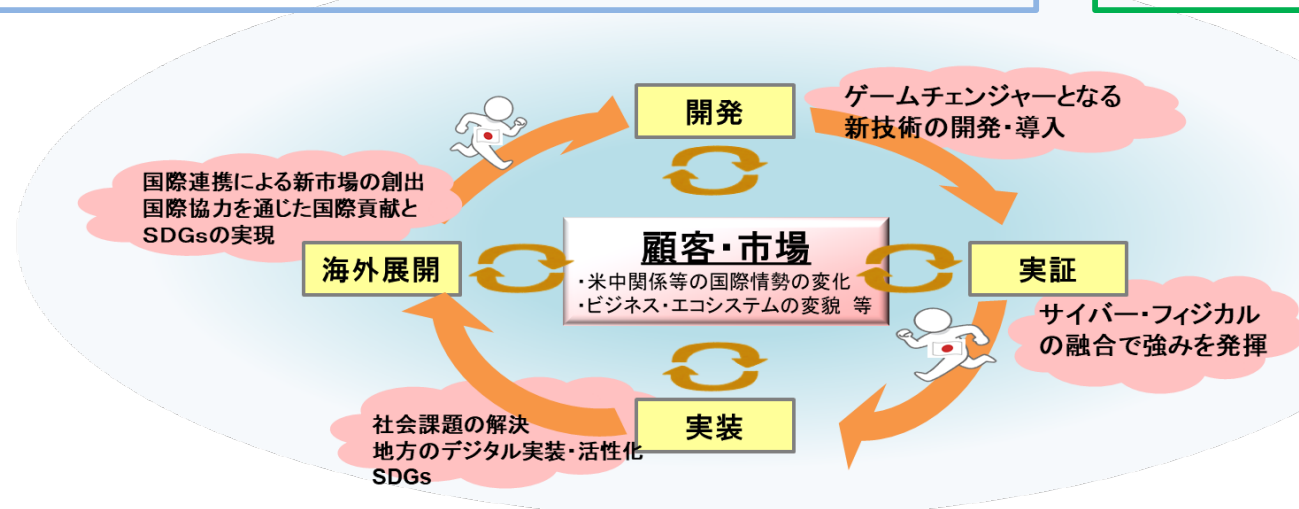 開発
ゲームチェンジャーとなる
新技術の開発・導入
国際連携による新市場の創出
国際協力を通じた国際貢献と
SDGsの実現
海外展開
顧客・市場
・米中関係等の国際情勢の変化
・ビジネス・エコシステムの変貌 等
実証
サイバー・フィジカル
の融合で強みを発揮
実装
社会課題の解決
地方のデジタル実装・活性化
SDGs